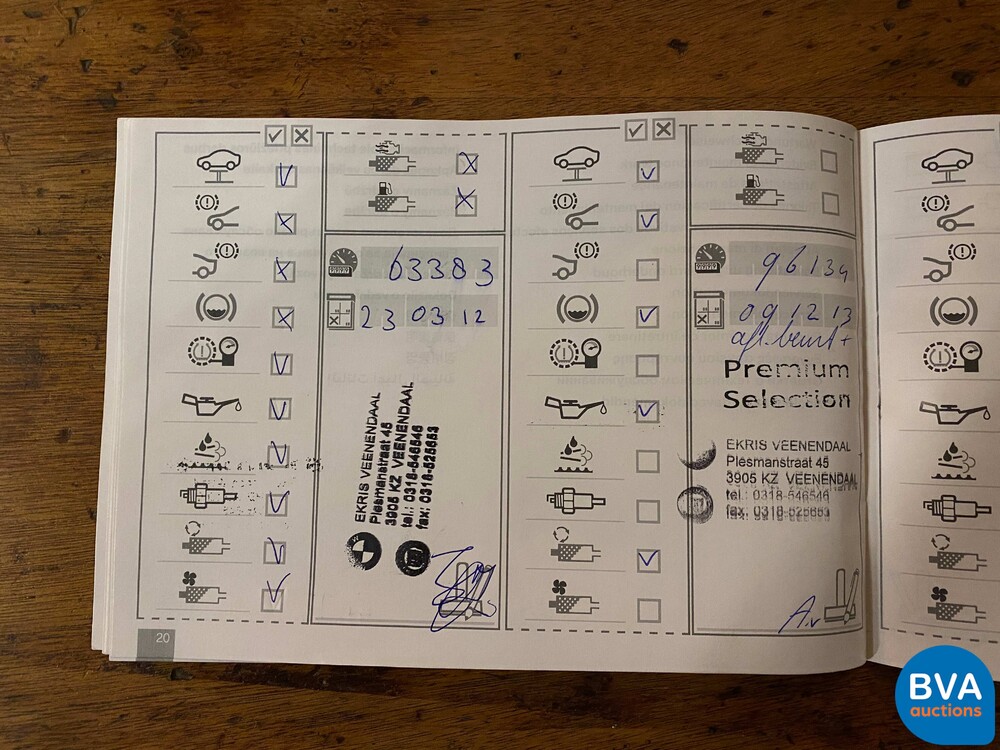 63383
23 03 12
EKRIS VEENENDAAL
Plesmanstraat 45
3905 KZ VEENENDAAL
tel.: 0318-546546
fax: 0318-525653
96134
09 12 13
afl.beurt +
Premium
Selection
EKRIS VEENENDAAL
Plesmanstraat 45
3905 KZ VEENENDAAL
tel.: 0318-546546
fax: 0318-525653
20
BVA
auctions